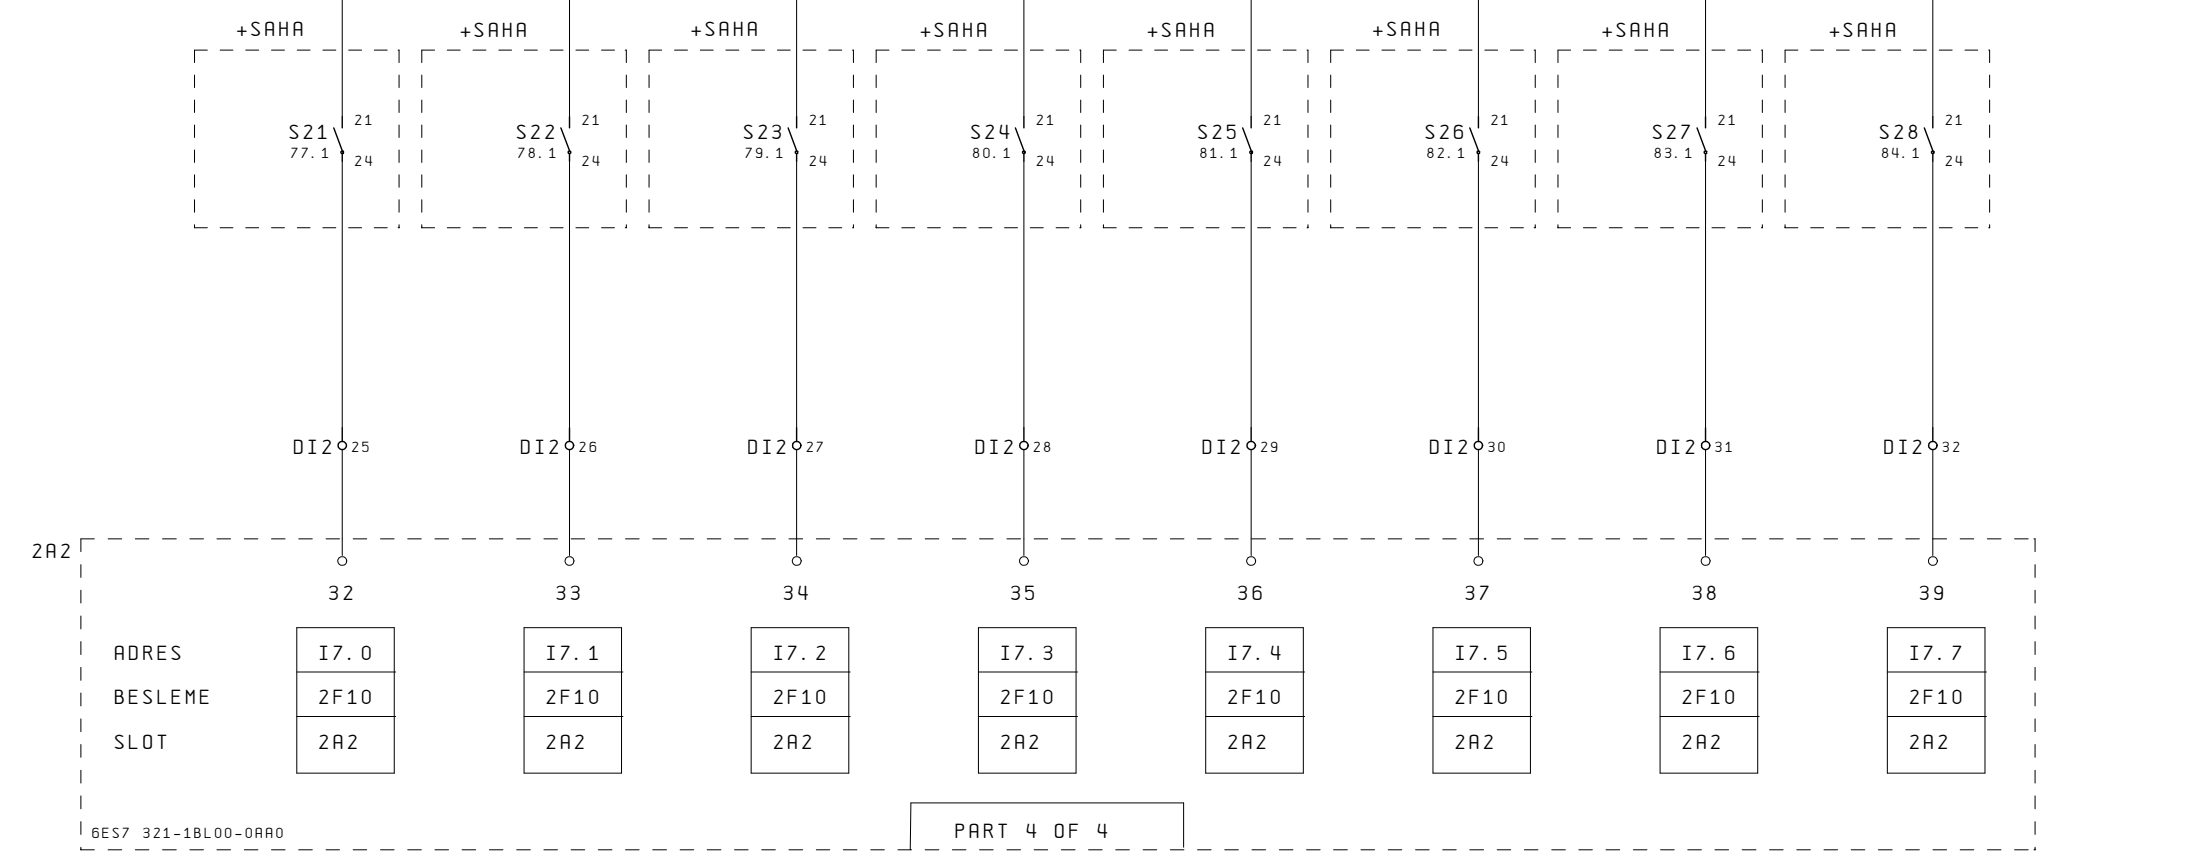 +SAHA +SAHA +SAHA +SAHA +SAHA +SAHA +SAHA +SAHA
21 21 21 21 21 21 21 21
S21 S22 S23 S24 S25 S26 S27 S28
77.1 78.1 79.1 80.1 81.1 82.1 83.1 84.1
24 24 24 24 24 24 24 24
DI2 25 DI2 26 DI2 27 DI2 28 DI2 29 DI2 30 DI2 31 DI2 32
2A2
32 33 34 35 36 37 38 39
ADRES I7.0 I7.1 I7.2 I7.3 I7.4 I7.5 I7.6 I7.7
BESLEME 2F10 2F10 2F10 2F10 2F10 2F10 2F10 2F10
SLOT 2A2 2A2 2A2 2A2 2A2 2A2 2A2 2A2
6ES7 321-1BL00-0AA0
PART 4 OF 4